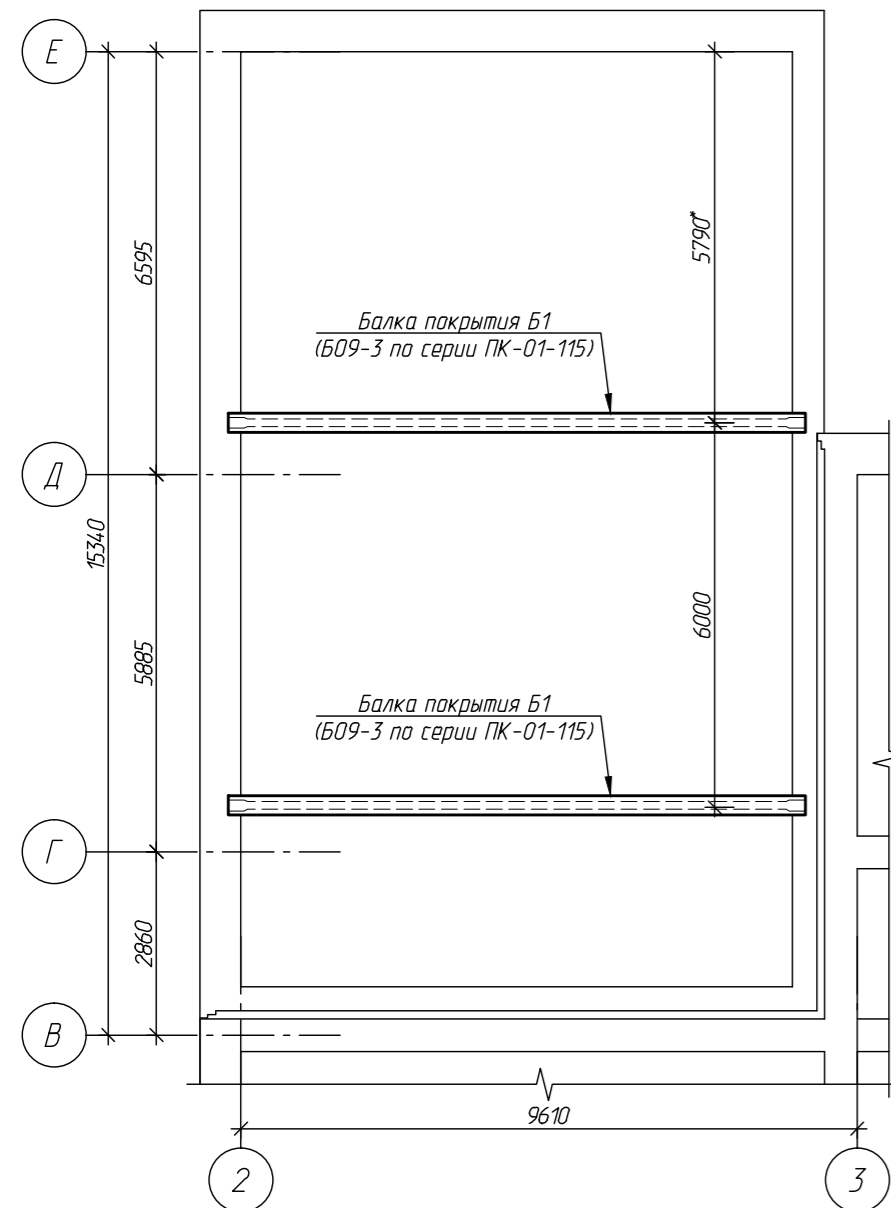 Е
6595
5790*
Балка покрытия Б1
(Б09-3 по серии ПК-01-115)
Д
15340
5885
6000
Балка покрытия Б1
(Б09-3 по серии ПК-01-115)
Г
2860
В
9610
2
3